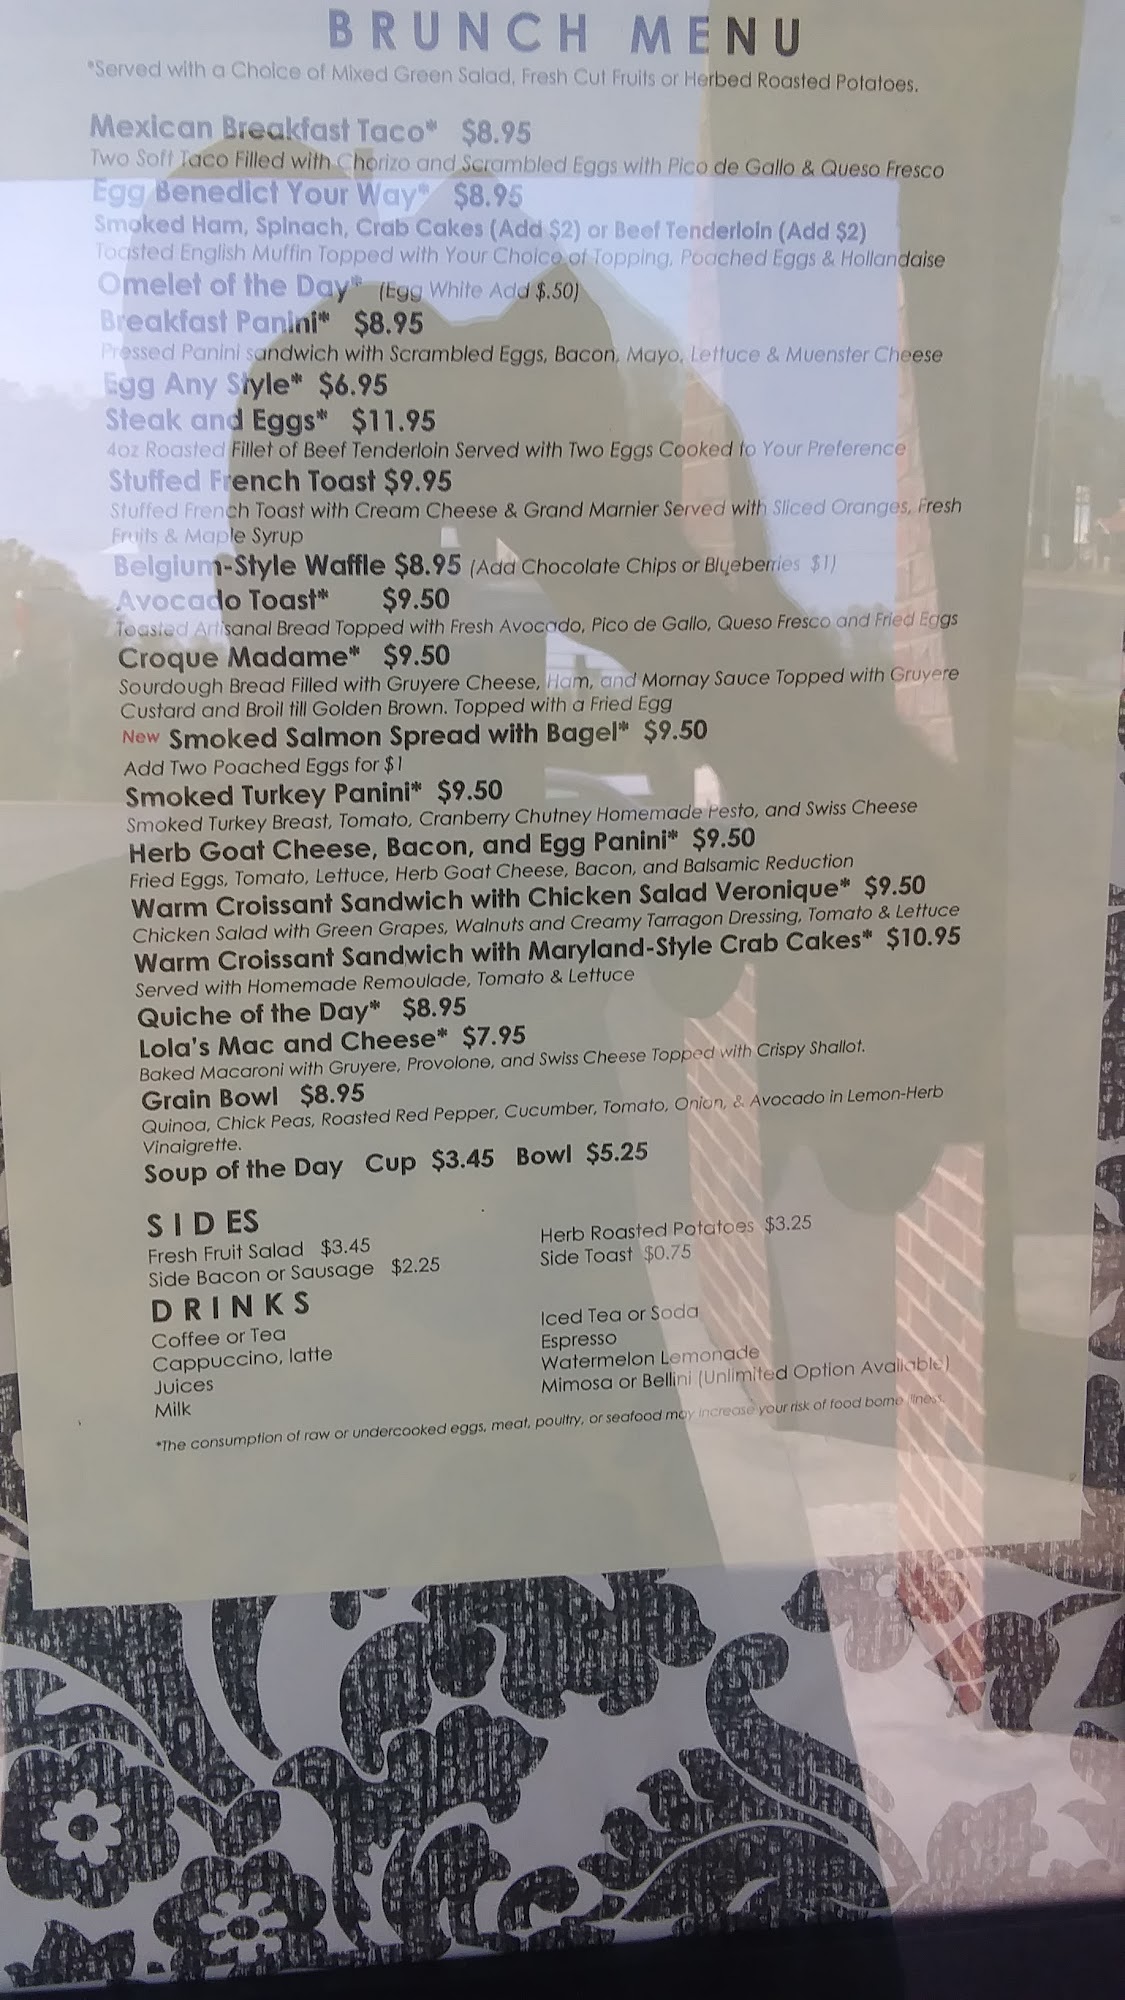 BRUNCH MENU
*Served with a Choice of Mixed Green Salad, Fresh Cut Fruits or Herbed Roasted Potatoes.
Mexican Breakfast Taco* $8.95
Two Soft Taco Filled with Chorizo and Scrambled Eggs with Pico de Gallo & Queso Fresco
Egg Benedict Your Way* $8.95
Smoked Ham, Spinach, Crab Cakes (Add $2) or Beef Tenderloin (Add $2)
Toasted English Muffin Topped with Your Choice of Topping, Poached Eggs & Hollandaise
Omelet of the Day* (Egg White Add $.50)
Breakfast Panini* $8.95
Pressed Panini sandwich with Scrambled Eggs, Bacon, Mayo, Lettuce & Muenster Cheese
Egg Any Style* $6.95
Steak and Eggs* $11.95
4oz Roasted Fillet of Beef Tenderloin Served with Two Eggs Cooked to Your Preference
Stuffed French Toast $9.95
Stuffed French Toast with Cream Cheese & Grand Marnier Served with Sliced Oranges, Fresh
Fruits & Maple Syrup
Belgium-Style Waffle $8.95 (Add Chocolate Chips or Blueberries $1)
Avocado Toast* $9.50
Toasted Artisanal Bread Topped with Fresh Avocado, Pico de Gallo, Queso Fresco and Fried Eggs
Croque Madame* $9.50
Sourdough Bread Filled with Gruyere Cheese, Ham, and Mornay Sauce Topped with Gruyere
Custard and Broil till Golden Brown. Topped with a Fried Egg
New Smoked Salmon Spread with Bagel* $9.50
Add Two Poached Eggs for $1
Smoked Turkey Panini* $9.50
Smoked Turkey Breast, Tomato, Cranberry Chutney Homemade Pesto, and Swiss Cheese
Herb Goat Cheese, Bacon, and Egg Panini* $9.50
Fried Eggs, Tomato, Lettuce, Herb Goat Cheese, Bacon, and Balsamic Reduction
Warm Croissant Sandwich with Chicken Salad Veronique* $9.50
Chicken Salad with Green Grapes, Walnuts and Creamy Tarragon Dressing, Tomato & Lettuce
Warm Croissant Sandwich with Maryland-Style Crab Cakes* $10.95
Served with Homemade Remoulade, Tomato & Lettuce
Quiche of the Day* $8.95
Lola's Mac and Cheese* $7.95
Baked Macaroni with Gruyere, Provolone, and Swiss Cheese Topped with Crispy Shallot.
Grain Bowl $8.95
Quinoa, Chick Peas, Roasted Red Pepper, Cucumber, Tomato, Onion, & Avocado in Lemon-Herb
Vinaigrette.
Soup of the Day Cup $3.45 Bowl $5.25
SIDES
Fresh Fruit Salad $3.45
Side Bacon or Sausage $2.25
Herb Roasted Potatoes $3.25
Side Toast $0.75
DRINKS
Coffee or Tea
Cappuccino, latte
Juices
Milk
Iced Tea or Soda
Espresso
Watermelon Lemonade
Mimosa or Bellini (Unlimited Option Available)
*The consumption of raw or undercooked eggs, meat, poultry, or seafood may increase your risk of food borne illness.